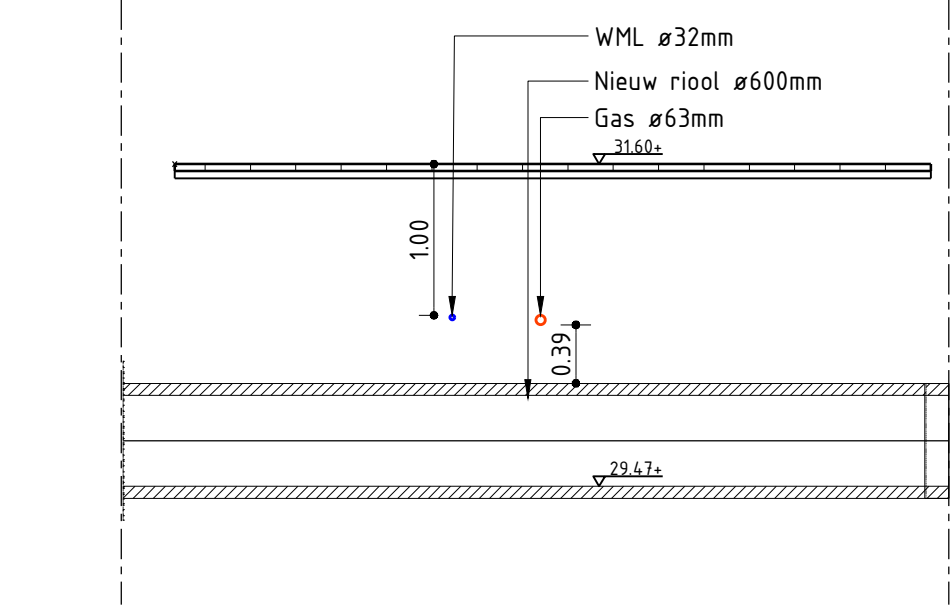 WML ø32mm
Nieuw riool ø600mm
Gas ø63mm
31.60+
1.00
0.39
29.47+